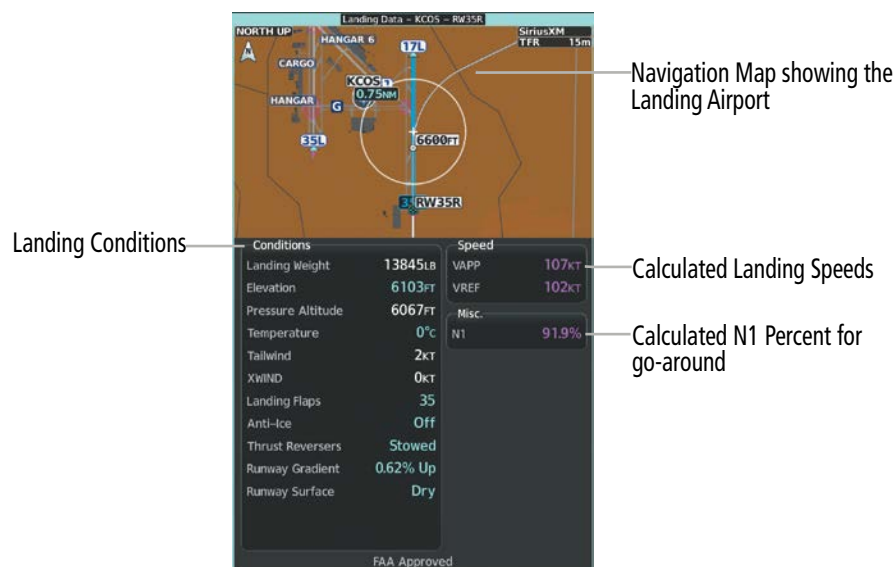 Landing Data – KCOS – RW35R
NORTH UP
SiriusXM
TFR 15m
HANGAR 6
17L
CARGO
KCOS
0.75NM
HANGAR
G
35L
6600FT
RW35R
Navigation Map showing the
Landing Airport
Landing Conditions
Conditions
Landing Weight 13845LB
Elevation 6103FT
Pressure Altitude 6067FT
Temperature 0°C
Tailwind 2KT
XWIND 0KT
Landing Flaps 35
Anti-Ice Off
Thrust Reversers Stowed
Runway Gradient 0.62% Up
Runway Surface Dry
Speed
VAPP 107KT
VREF 102KT
Calculated Landing Speeds
Misc.
N1 91.9%
Calculated N1 Percent for
go-around
FAA Approved